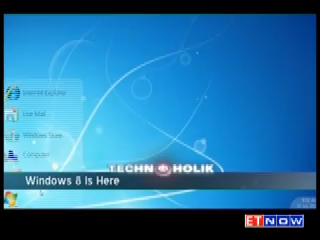 Internet Explorer
Live Mail
Windows Store
Computer
TECHNOHOLIK
Windows 8 Is Here
ET NOW